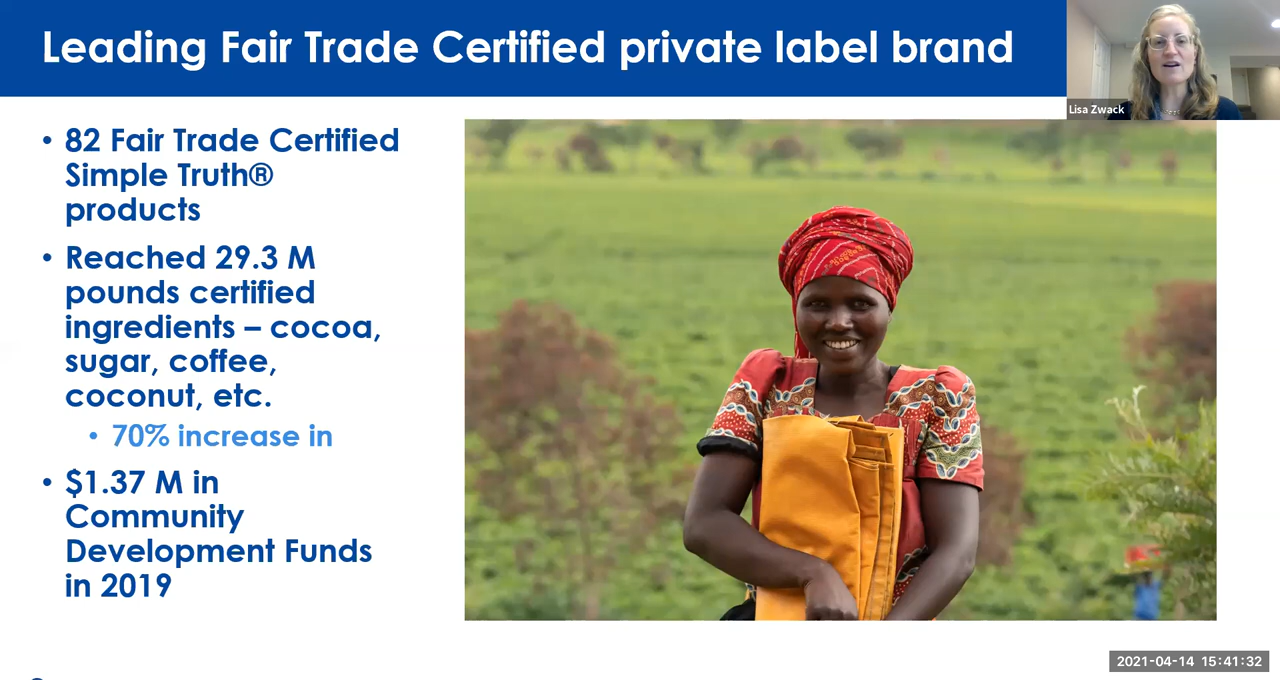 Leading Fair Trade Certified private label brand
Lisa Zwack
• 82 Fair Trade Certified
Simple Truth®
products
• Reached 29.3 M
pounds certified
ingredients – cocoa,
sugar, coffee,
coconut, etc.
• 70% increase in
• $1.37 M in
Community
Development Funds
in 2019
2021-04-14 15:41:32